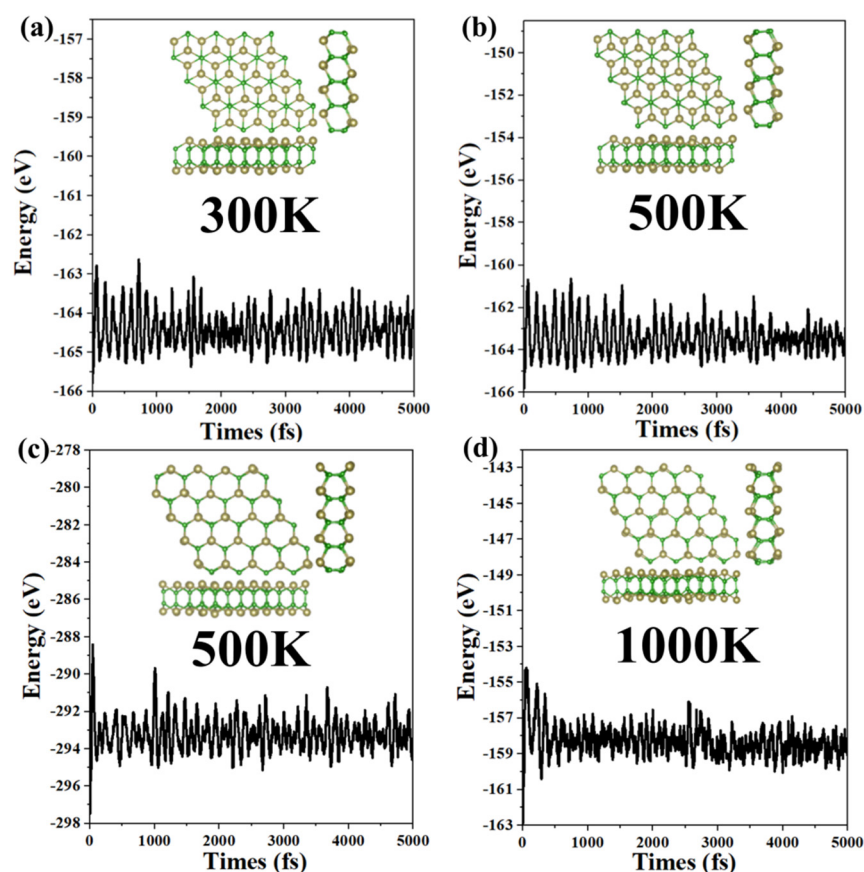 (a)
-157
-158
-159
-160
-161
-162
-163
-164
-165
-166
Energy (eV)
300K
0 1000 2000 3000 4000 5000
Times (fs)
(b)
-150
-152
-154
-156
-158
-160
-162
-164
-166
Energy (eV)
500K
0 1000 2000 3000 4000 5000
Times (fs)
(c)
-278
-280
-282
-284
-286
-288
-290
-292
-294
-296
-298
Energy (eV)
500K
0 1000 2000 3000 4000 5000
Times (fs)
(d)
-143
-145
-147
-149
-151
-153
-155
-157
-159
-161
-163
Energy (eV)
1000K
0 1000 2000 3000 4000 5000
Times (fs)